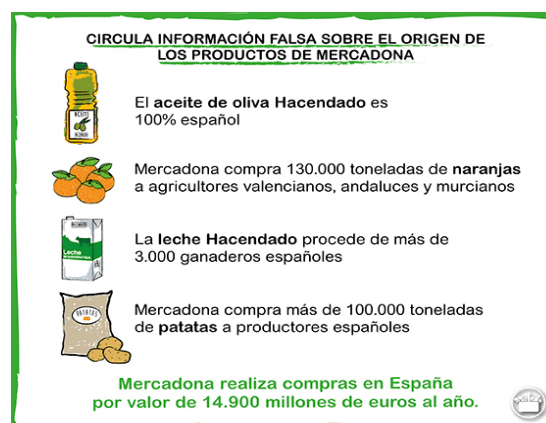 CIRCULA INFORMACIÓN FALSA SOBRE EL ORIGEN DE
LOS PRODUCTOS DE MERCADONA
ACEITE
El aceite de oliva Hacendado es
100% español
Mercadona compra 130.000 toneladas de naranjas
a agricultores valencianos, andaluces y murcianos
Leche
La leche Hacendado procede de más de
3.000 ganaderos españoles
PATATAS
Mercadona compra más de 100.000 toneladas
de patatas a productores españoles
Mercadona realiza compras en España
por valor de 14.900 millones de euros al año.